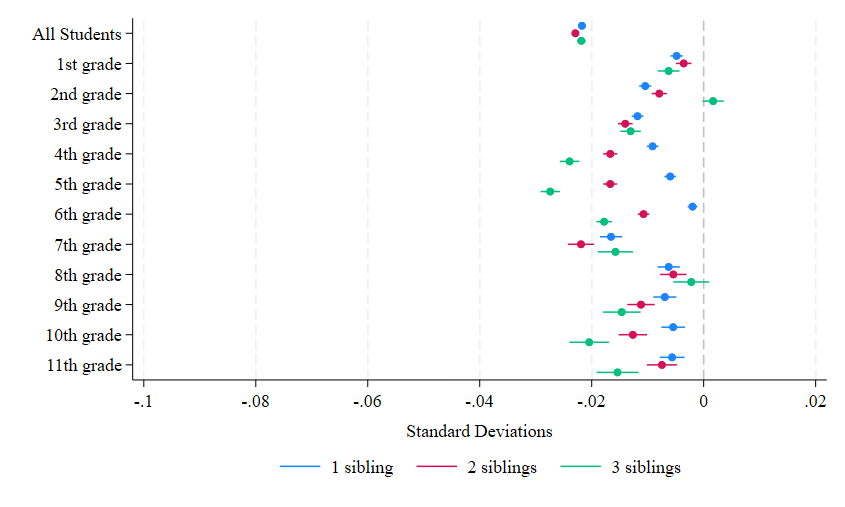 All Students
1st grade
2nd grade
3rd grade
4th grade
5th grade
6th grade
7th grade
8th grade
9th grade
10th grade
11th grade
-.1 -.08 -.06 -.04 -.02 0 .02
Standard Deviations
1 sibling 2 siblings 3 siblings